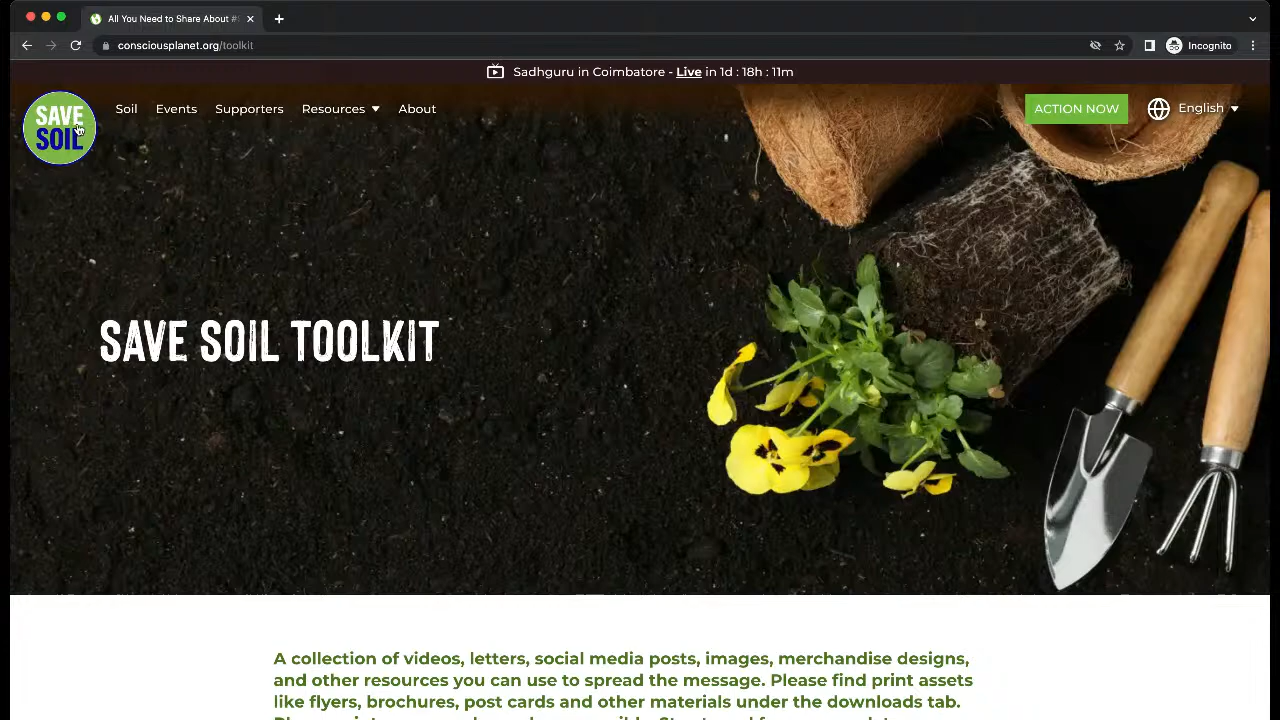 All You Need to Share About #
consciousplanet.org/toolkit
Incognito
Sadhguru in Coimbatore - Live in 1d : 18h : 11m
SAVE
SOIL
Soil
Events
Supporters
Resources
About
ACTION NOW
English
SAVE SOIL TOOLKIT
A collection of videos, letters, social media posts, images, merchandise designs,
and other resources you can use to spread the message. Please find print assets
like flyers, brochures, post cards and other materials under the downloads tab.